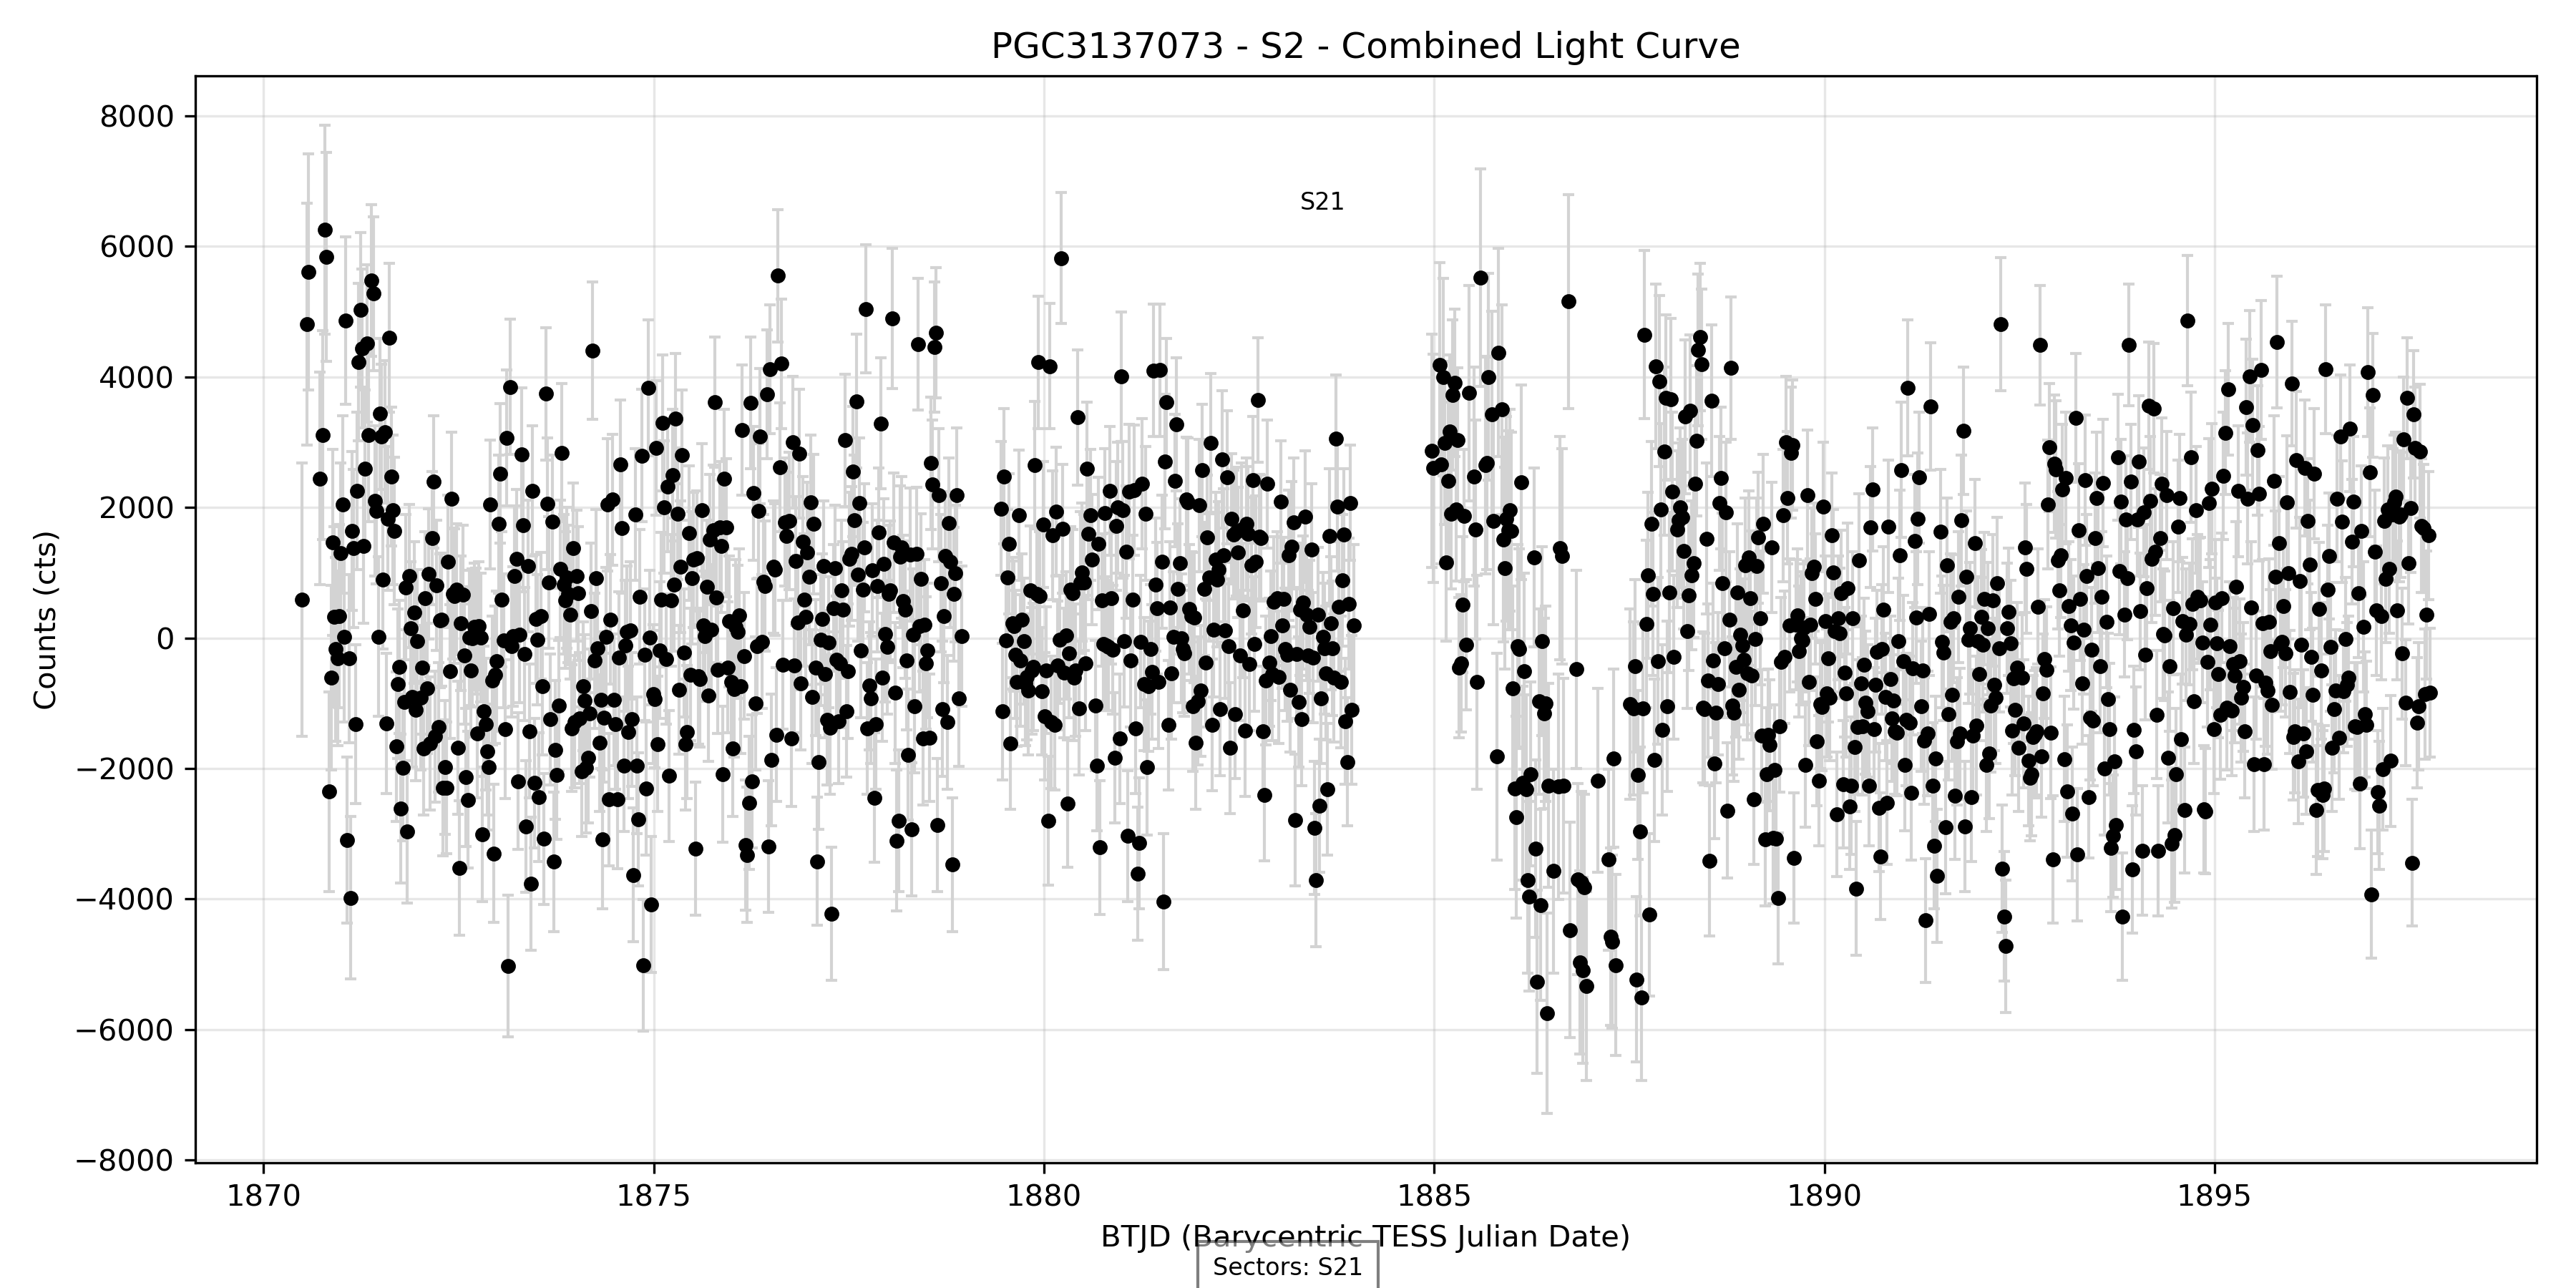 PGC3137073 - S2 - Combined Light Curve
Counts (cts)
8000
6000
4000
2000
0
−2000
−4000
−6000
−8000
S21
1870 1875 1880 1885 1890 1895
BTJD (Barycentric TESS Julian Date)
Sectors: S21